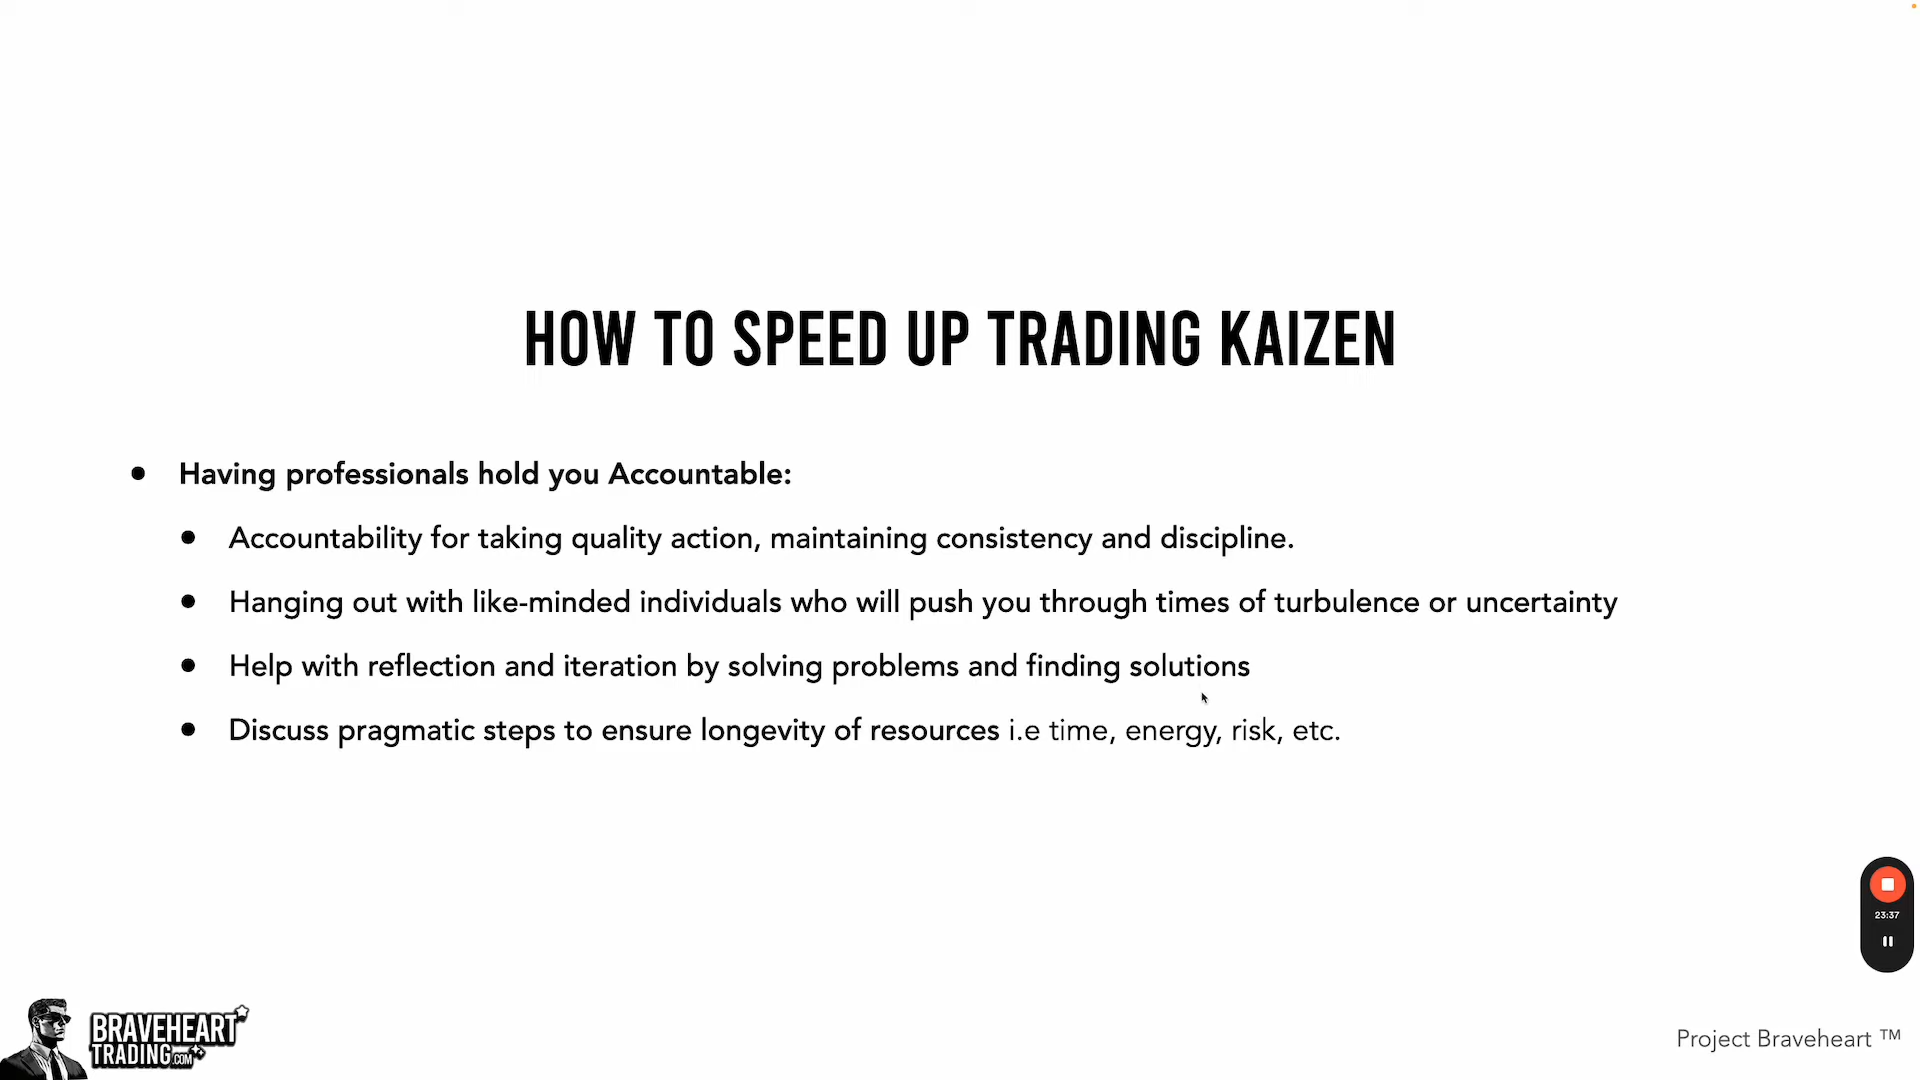 HOW TO SPEED UP TRADING KAIZEN
Having professionals hold you Accountable:
Accountability for taking quality action, maintaining consistency and discipline.
Hanging out with like-minded individuals who will push you through times of turbulence or uncertainty
Help with reflection and iteration by solving problems and finding solutions
Discuss pragmatic steps to ensure longevity of resources i.e time, energy, risk, etc.
23:37
BRAVEHEART
TRADING.COM
Project Braveheart ™